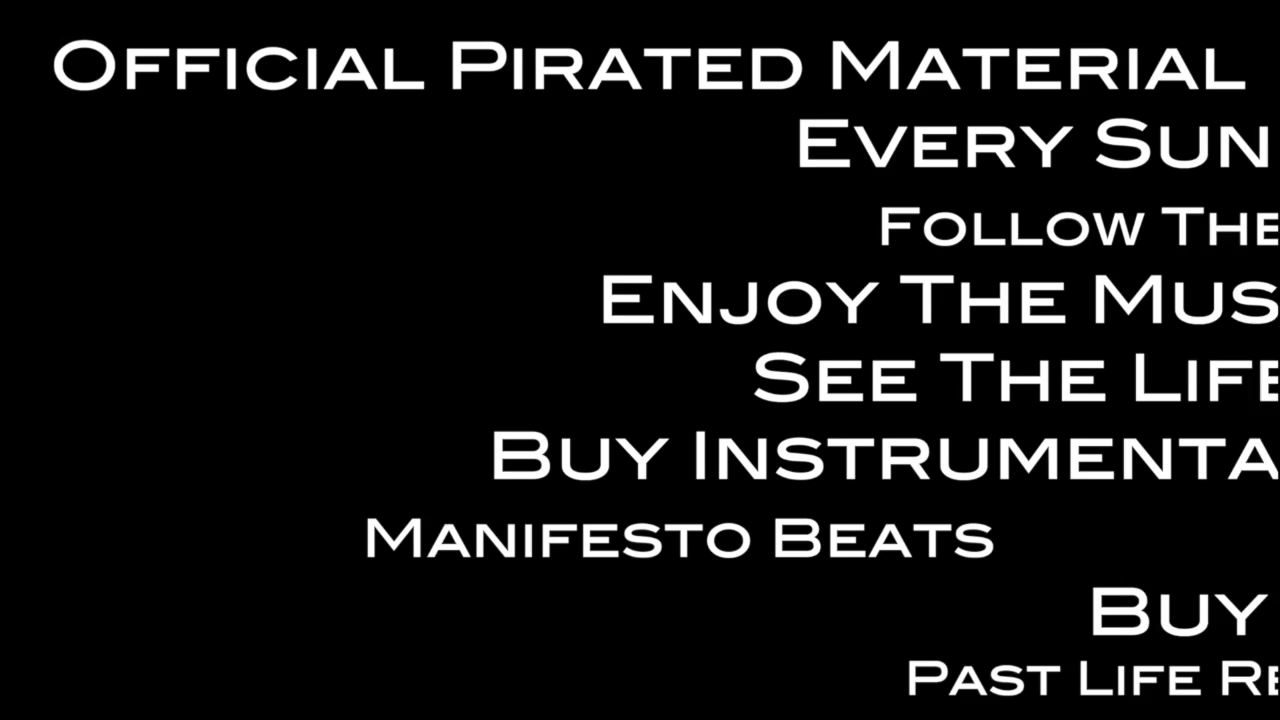 Official Pirated Material
Every Sun
Follow The
Enjoy The Mus
See The Life
Buy Instrumenta
Manifesto Beats
Buy
Past Life Re